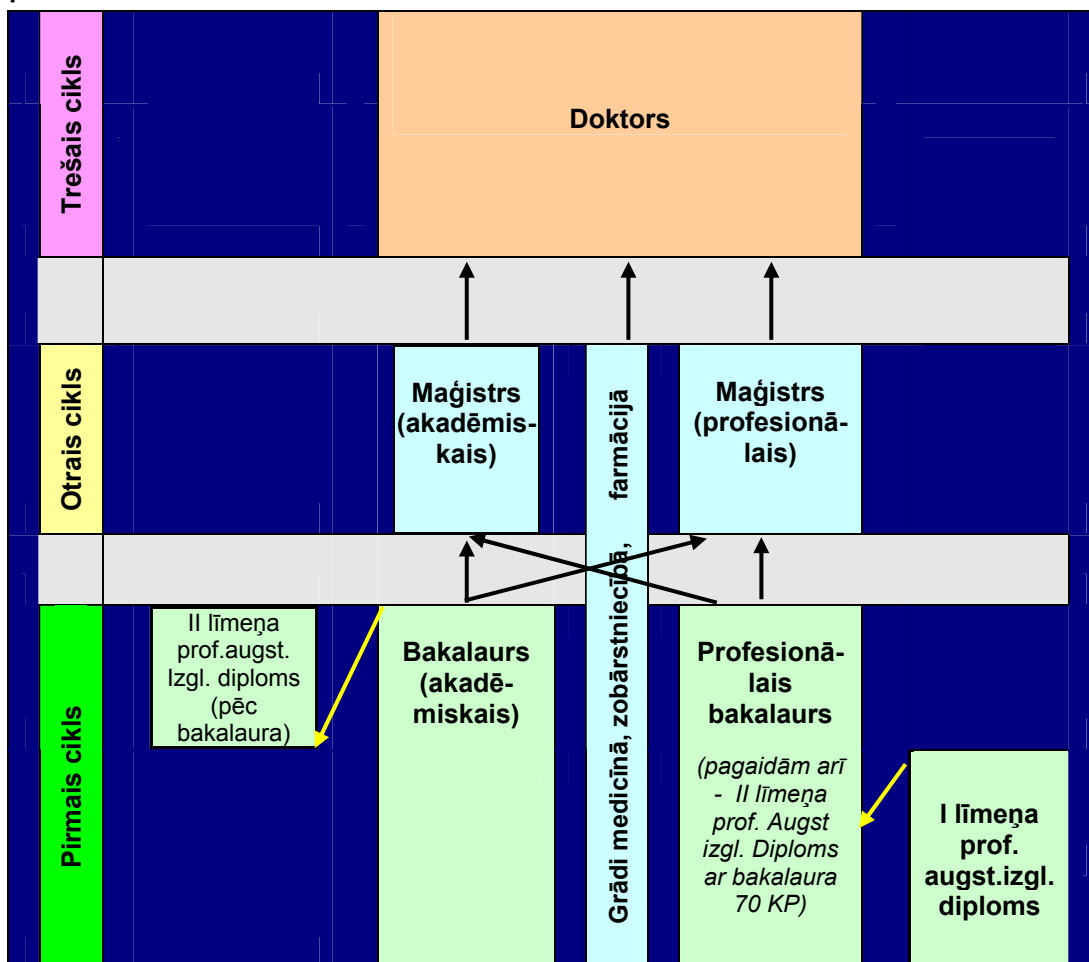 Trešais cikls
Doktors
Otrais cikls
Maģistrs
(akadēmis-
kais)
Grādi medicīnā, zobārstniecībā, farmācijā
Maģistrs
(profesionā-
lais)
Pirmais cikls
II līmeņa
prof.augst.
Izgl. diploms
(pēc
bakalaura)
Bakalaurs
(akadē-
miskais)
Profesionā-
lais
bakalaurs
(pagaidām arī
- II līmeņa
prof. Augst
izgl. Diploms
ar bakalaura
70 KP)
I līmeņa
prof.
augst.izgl.
diploms